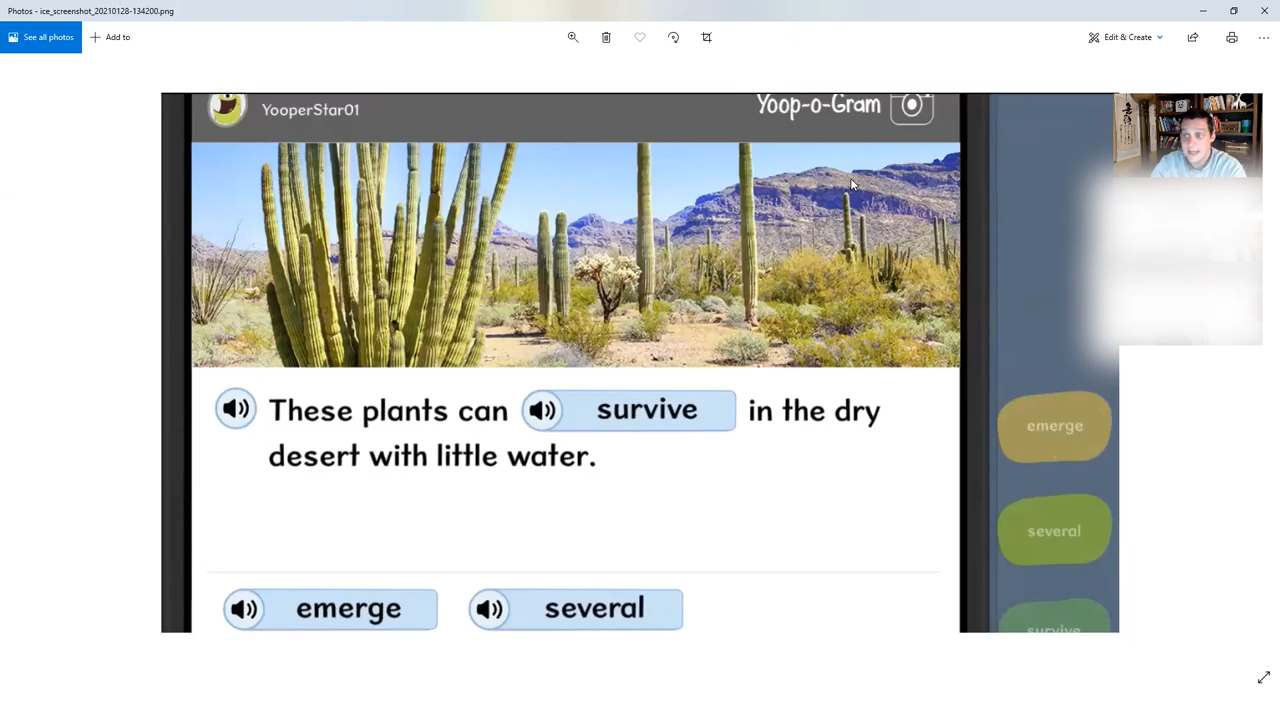 Photos - ice_screenshot_20210128-134200.png
See all photos
Add to
Edit & Create
YooperStar01
Yoop-o-Gram
These plants can survive in the dry
desert with little water.
emerge
several
emerge
several
survive